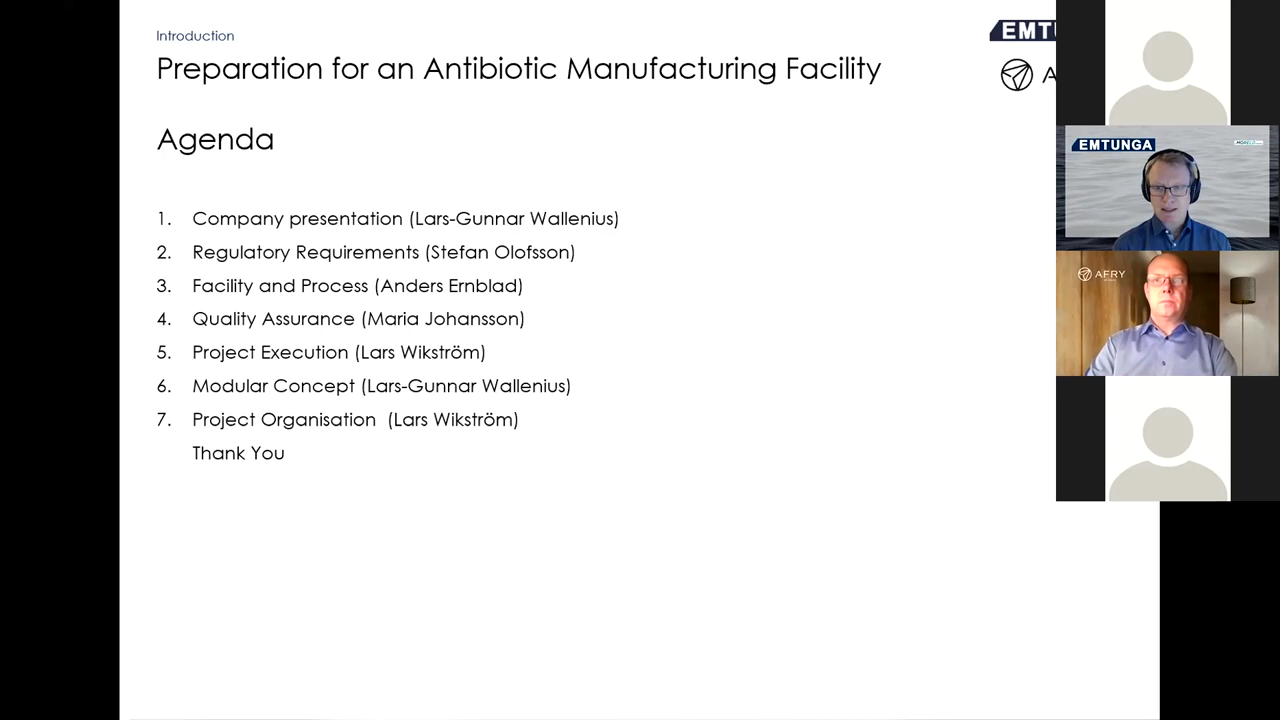 Introduction
Preparation for an Antibiotic Manufacturing Facility
Agenda
1. Company presentation (Lars-Gunnar Wallenius)
2. Regulatory Requirements (Stefan Olofsson)
3. Facility and Process (Anders Ernblad)
4. Quality Assurance (Maria Johansson)
5. Project Execution (Lars Wikström)
6. Modular Concept (Lars-Gunnar Wallenius)
7. Project Organisation (Lars Wikström)
Thank You
EMTUNGA
AFRY